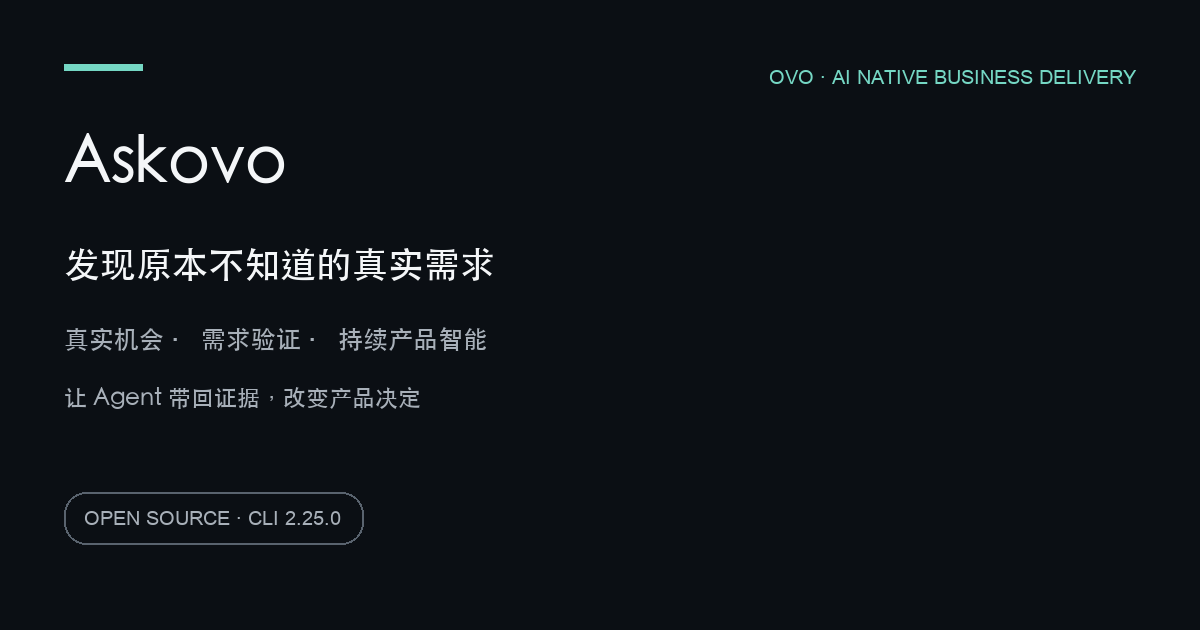 OVO · AI NATIVE BUSINESS DELIVERY
Askovo
发现原本不知道的真实需求
真实机会 · 需求验证 · 持续产品智能
让 Agent 带回证据，改变产品决定
OPEN SOURCE · CLI 2.25.0